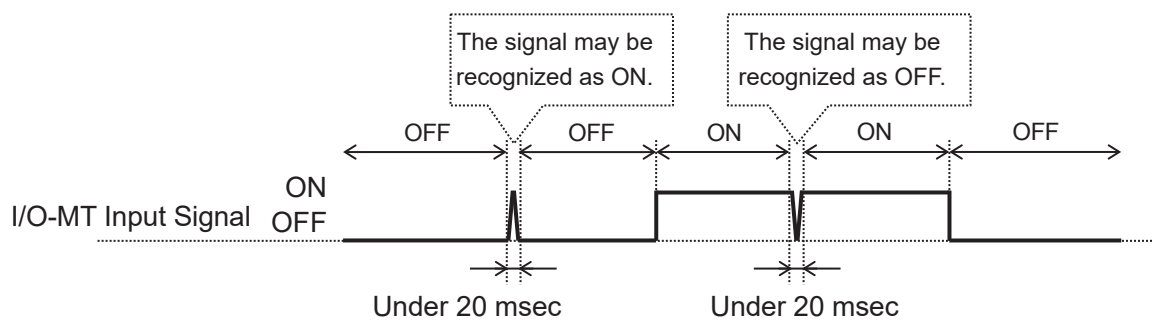 The signal may be
recognized as ON.
The signal may be
recognized as OFF.
OFF
OFF
ON
ON
OFF
I/O-MT Input Signal
ON
OFF
Under 20 msec
Under 20 msec